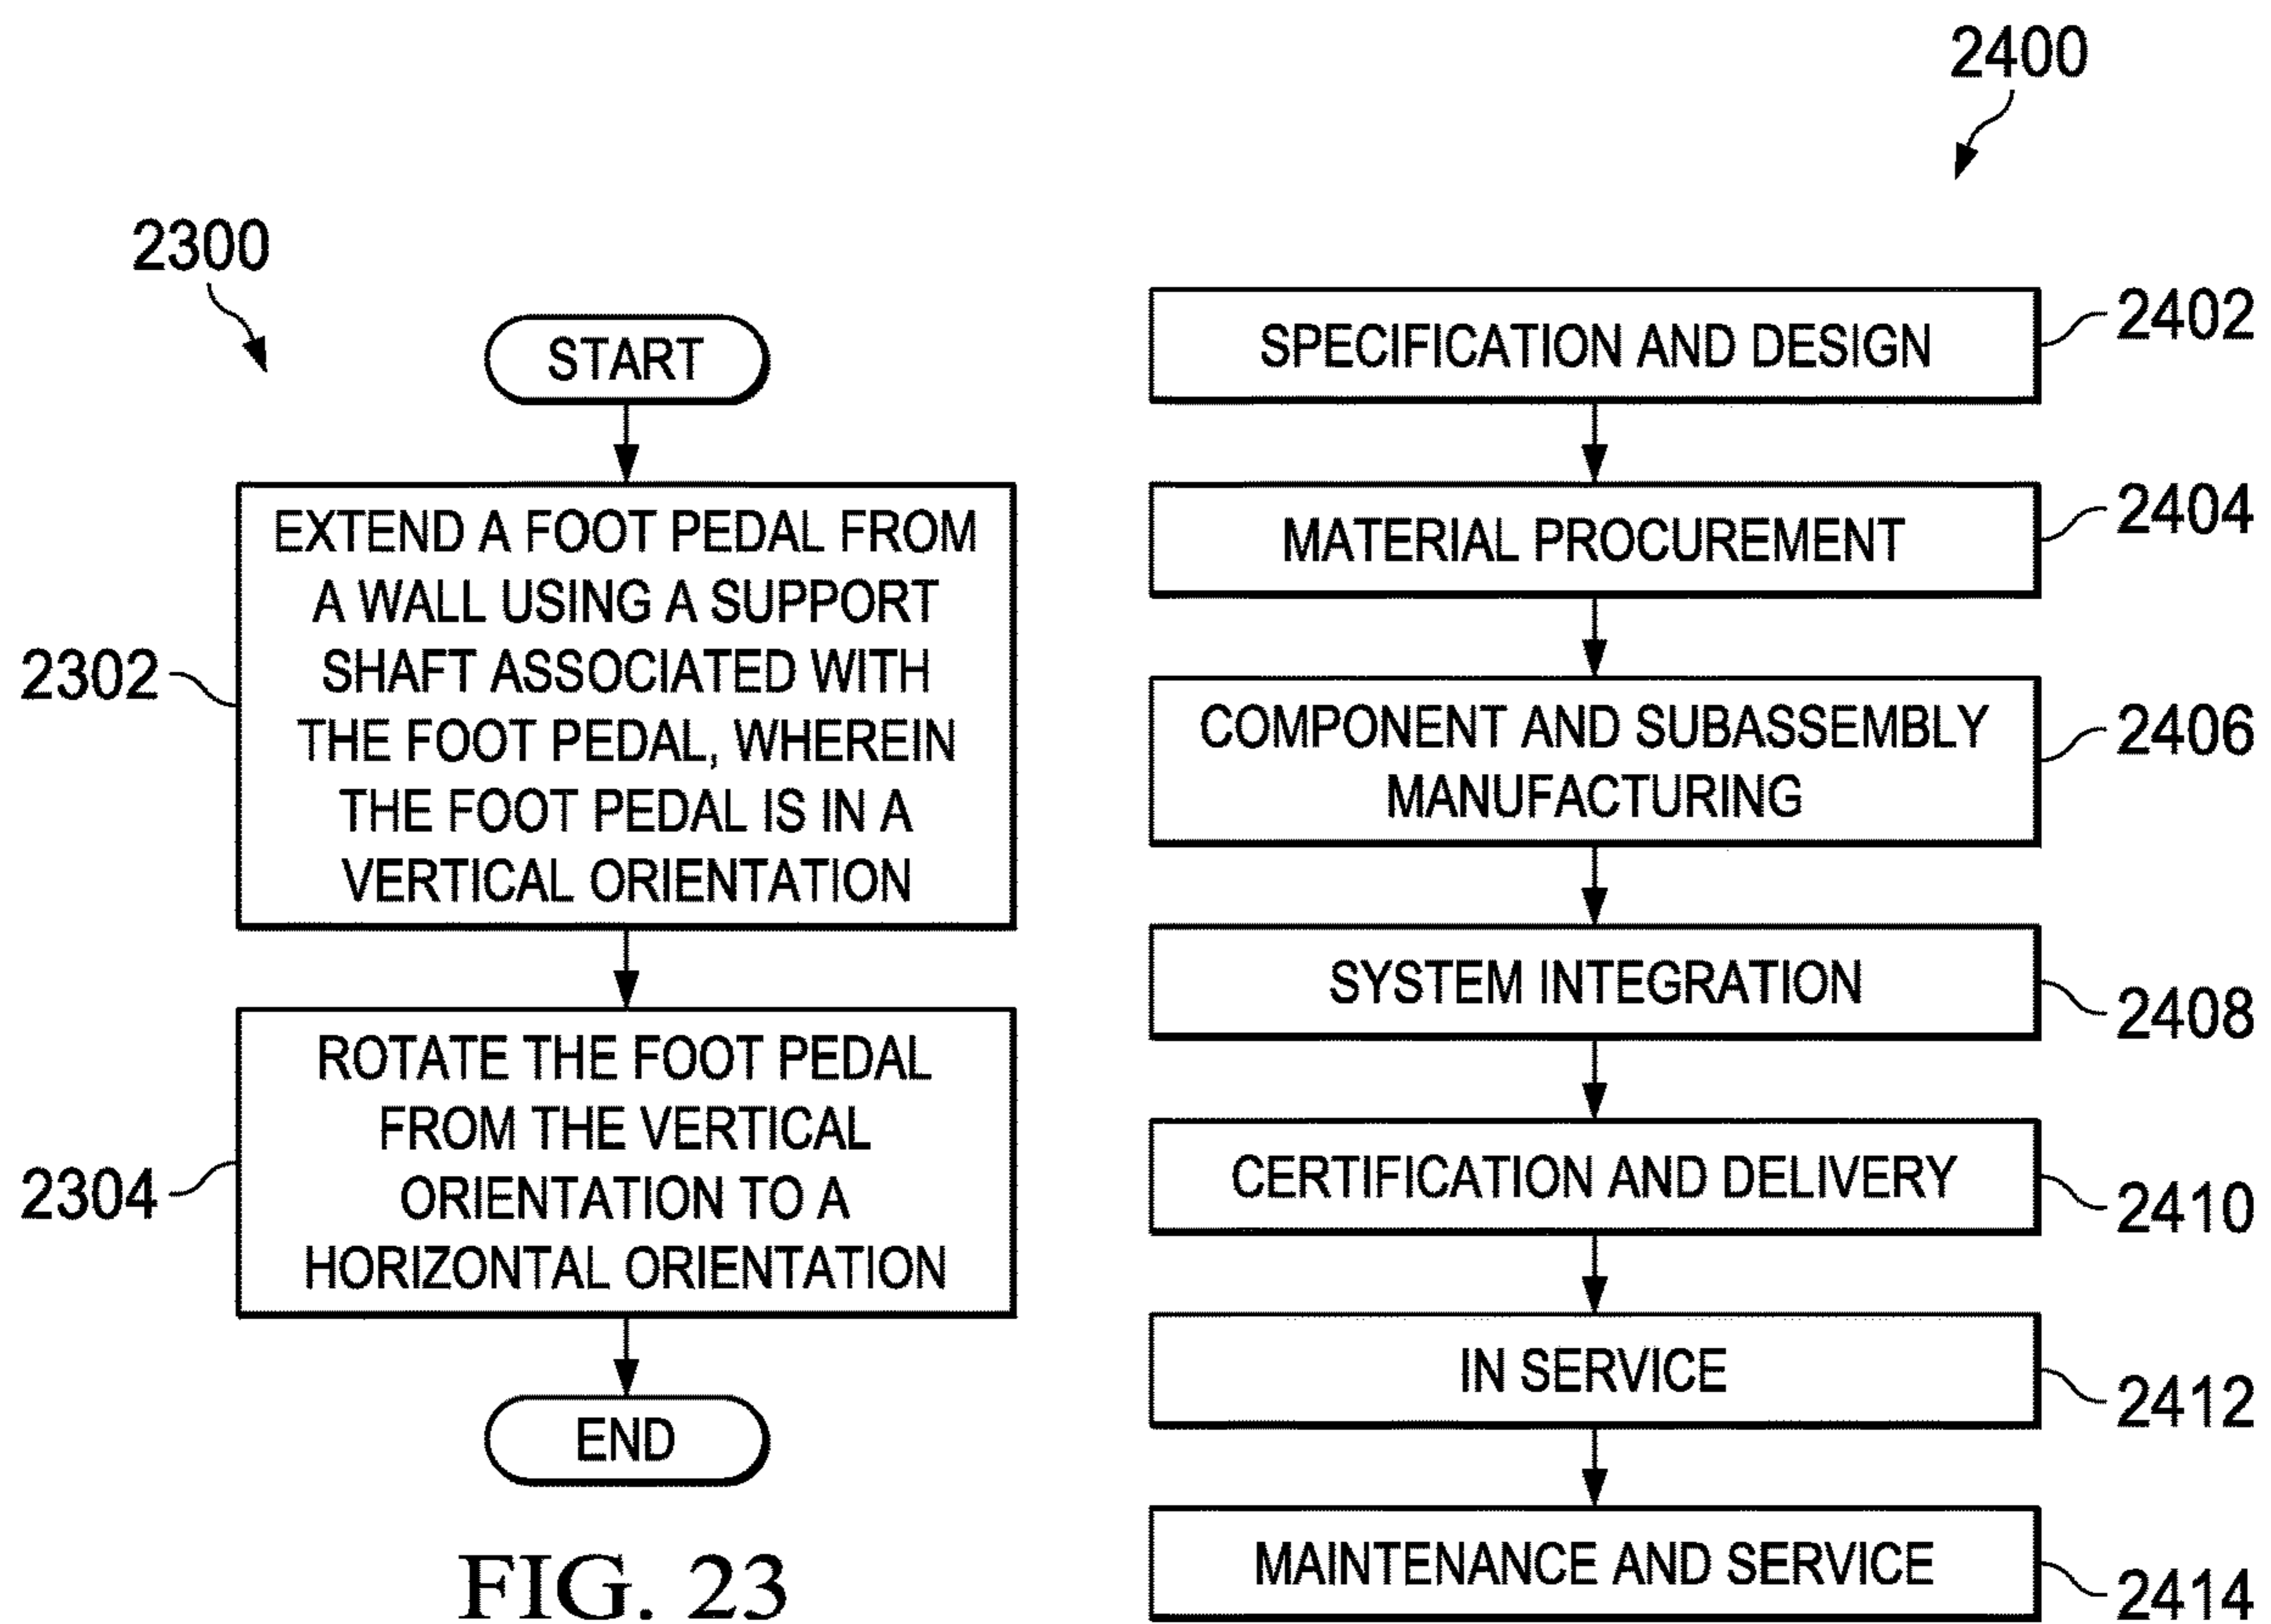 2300
START
2302
EXTEND A FOOT PEDAL FROM
A WALL USING A SUPPORT
SHAFT ASSOCIATED WITH
THE FOOT PEDAL, WHEREIN
THE FOOT PEDAL IS IN A
VERTICAL ORIENTATION
2304
ROTATE THE FOOT PEDAL
FROM THE VERTICAL
ORIENTATION TO A
HORIZONTAL ORIENTATION
END
FIG. 23
2400
SPECIFICATION AND DESIGN
2402
MATERIAL PROCUREMENT
2404
COMPONENT AND SUBASSEMBLY
MANUFACTURING
2406
SYSTEM INTEGRATION
2408
CERTIFICATION AND DELIVERY
2410
IN SERVICE
2412
MAINTENANCE AND SERVICE
2414